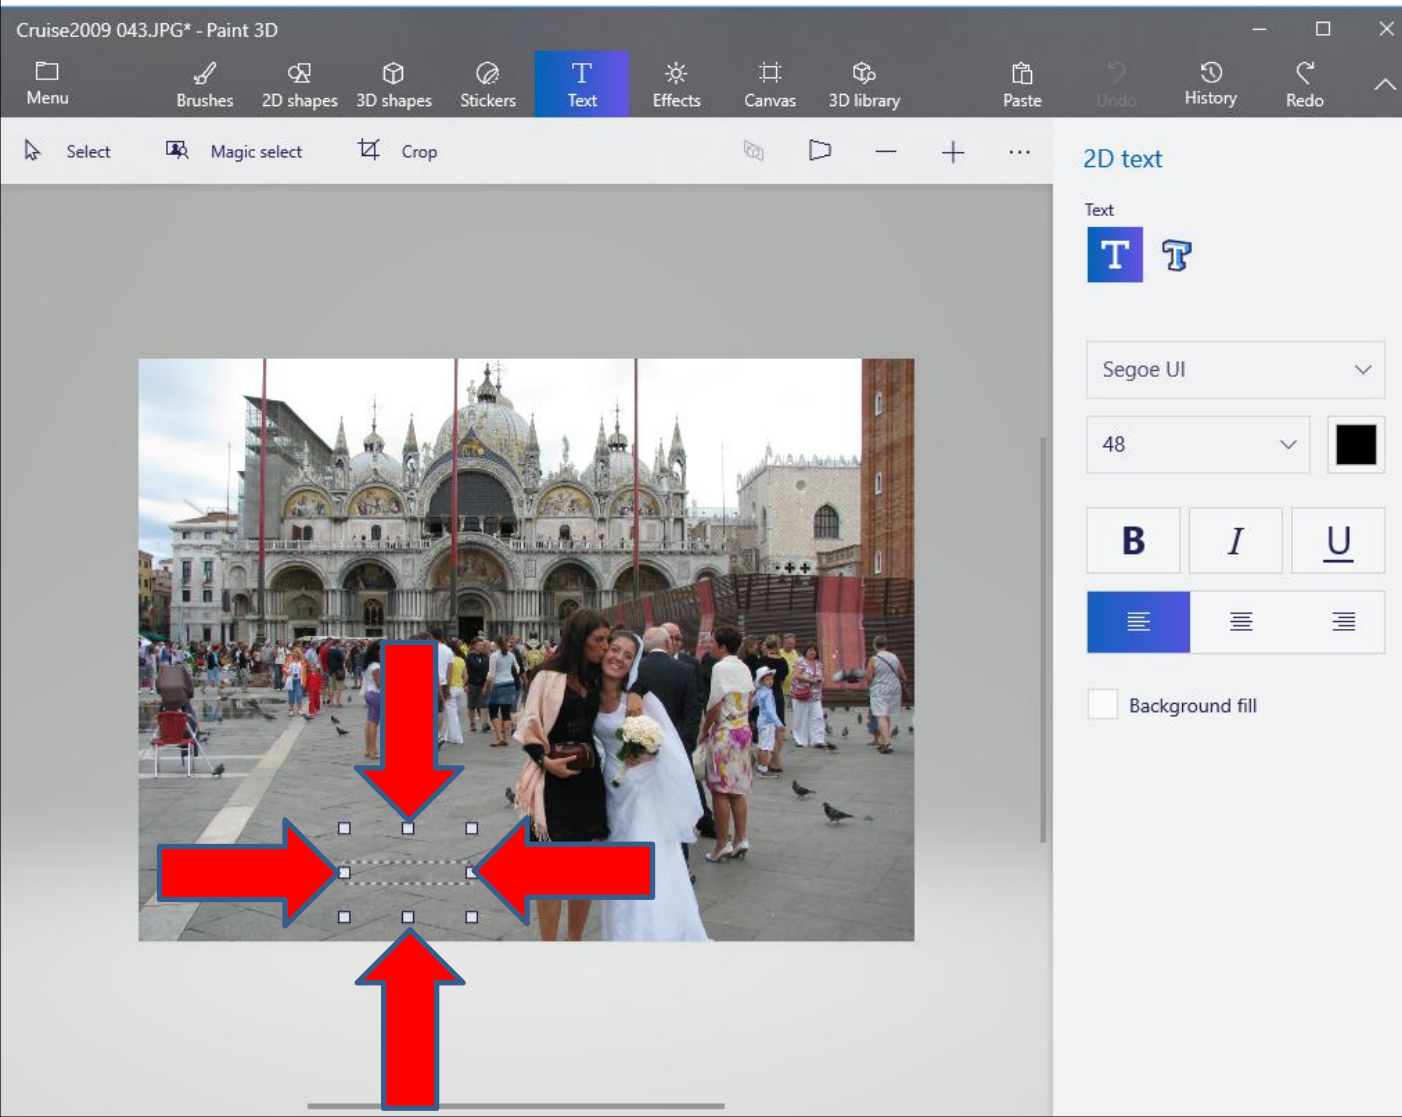 Cruise2009 043.JPG* - Paint 3D
Menu
Brushes
2D shapes
3D shapes
Stickers
T
Text
Effects
Canvas
3D library
Paste
Undo
History
Redo
Select
Magic select
Crop
2D text
Text
T T
Segoe UI
48
B I U
Background fill